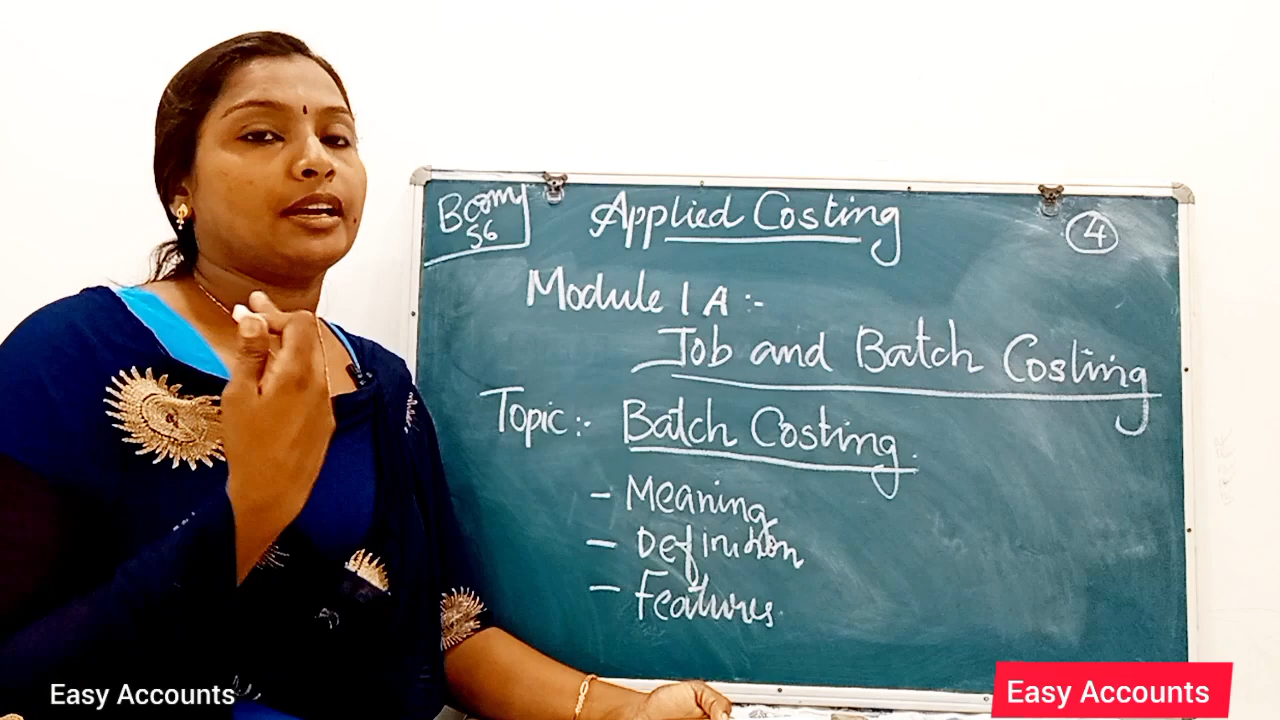 Bcom
S6
Applied Costing
4
Module 1 A :-
Job and Batch Costing
Topic :- Batch Costing.
- Meaning
- Definition
- Features.
Easy Accounts
Easy Accounts